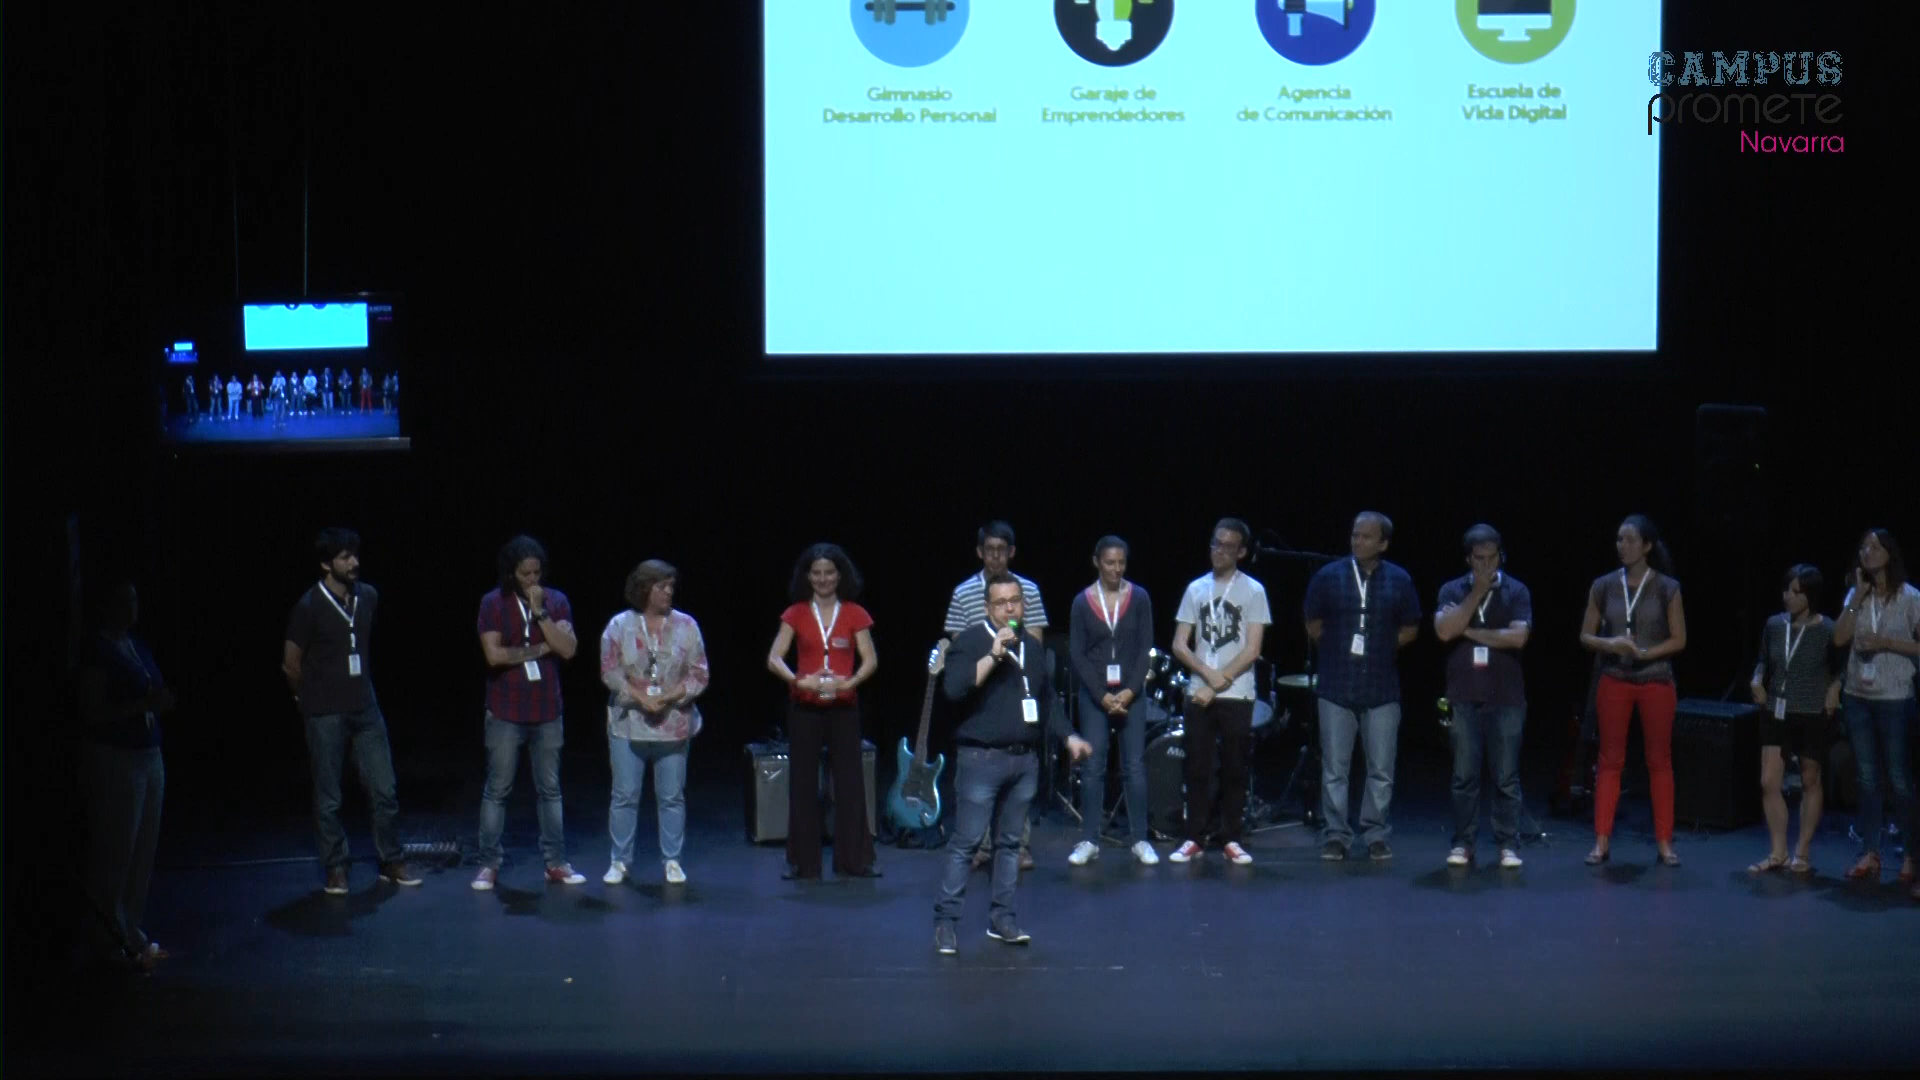 Gimnasio
Desarrollo Personal
Garaje de
Emprendedores
Agencia
de Comunicación
Escuela de
Vida Digital
CAMPUS
promete
Navarra